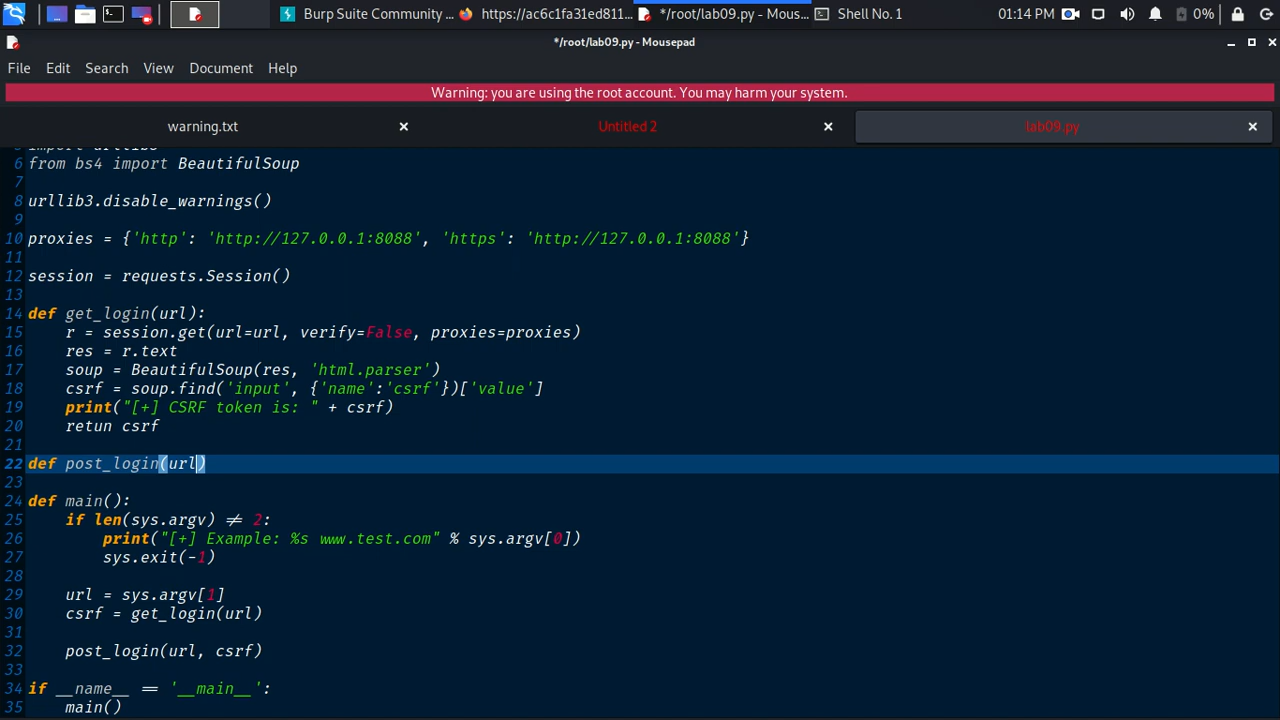 Burp Suite Community ...
https://ac6c1fa31ed811...
*/root/lab09.py - Mous...
Shell No. 1
01:14 PM
0%
*/root/lab09.py - Mousepad
File Edit Search View Document Help
Warning: you are using the root account. You may harm your system.
warning.txt
Untitled 2
lab09.py
6 from bs4 import BeautifulSoup
7
8 urllib3.disable_warnings()
9
10 proxies = {'http': 'http://127.0.0.1:8088', 'https': 'http://127.0.0.1:8088'}
11
12 session = requests.Session()
13
14 def get_login(url):
15     r = session.get(url=url, verify=False, proxies=proxies)
16     res = r.text
17     soup = BeautifulSoup(res, 'html.parser')
18     csrf = soup.find('input', {'name':'csrf'})['value']
19     print("[+] CSRF token is: " + csrf)
20     retun csrf
21
22 def post_login(url)
23
24 def main():
25     if len(sys.argv) ≠ 2:
26         print("[+] Example: %s www.test.com" % sys.argv[0])
27         sys.exit(-1)
28
29     url = sys.argv[1]
30     csrf = get_login(url)
31
32     post_login(url, csrf)
33
34 if __name__ == '__main__':
35     main()